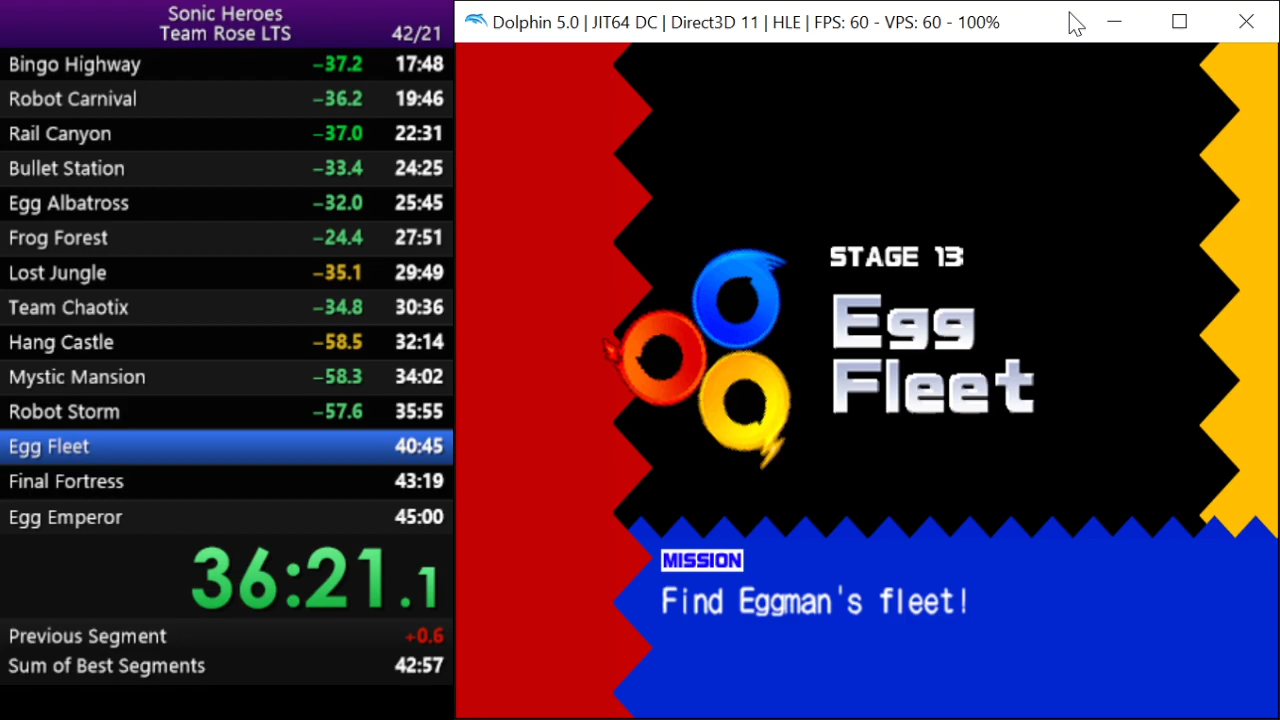 Sonic Heroes
Team Rose LTS 42/21
Bingo Highway -37.2 17:48
Robot Carnival -36.2 19:46
Rail Canyon -37.0 22:31
Bullet Station -33.4 24:25
Egg Albatross -32.0 25:45
Frog Forest -24.4 27:51
Lost Jungle -35.1 29:49
Team Chaotix -34.8 30:36
Hang Castle -58.5 32:14
Mystic Mansion -58.3 34:02
Robot Storm -57.6 35:55
Egg Fleet 40:45
Final Fortress 43:19
Egg Emperor 45:00
36:21.1
Previous Segment +0.6
Sum of Best Segments 42:57
Dolphin 5.0 | JIT64 DC | Direct3D 11 | HLE | FPS: 60 - VPS: 60 - 100%
STAGE 13
Egg
Fleet
MISSION
Find Eggman's fleet!